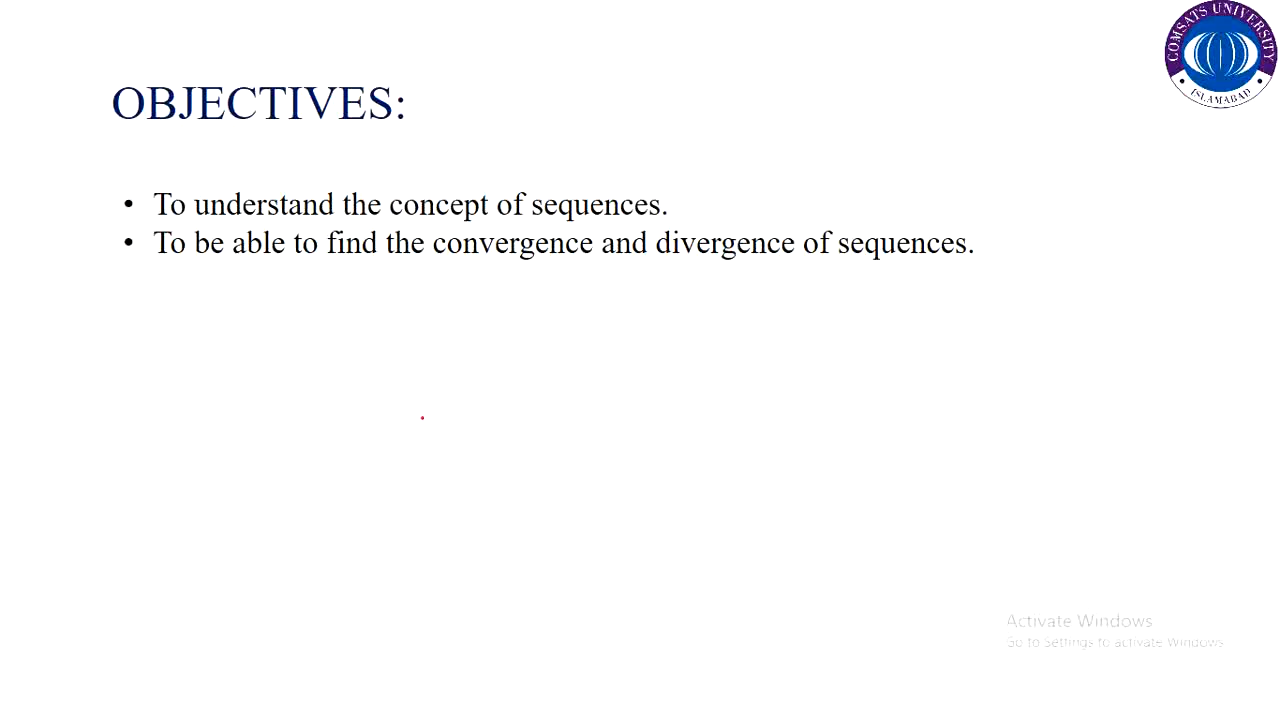 COMSATS UNIVERSITY
ISLAMABAD
OBJECTIVES:
• To understand the concept of sequences.
• To be able to find the convergence and divergence of sequences.
Activate Windows
Go to Settings to activate Windows